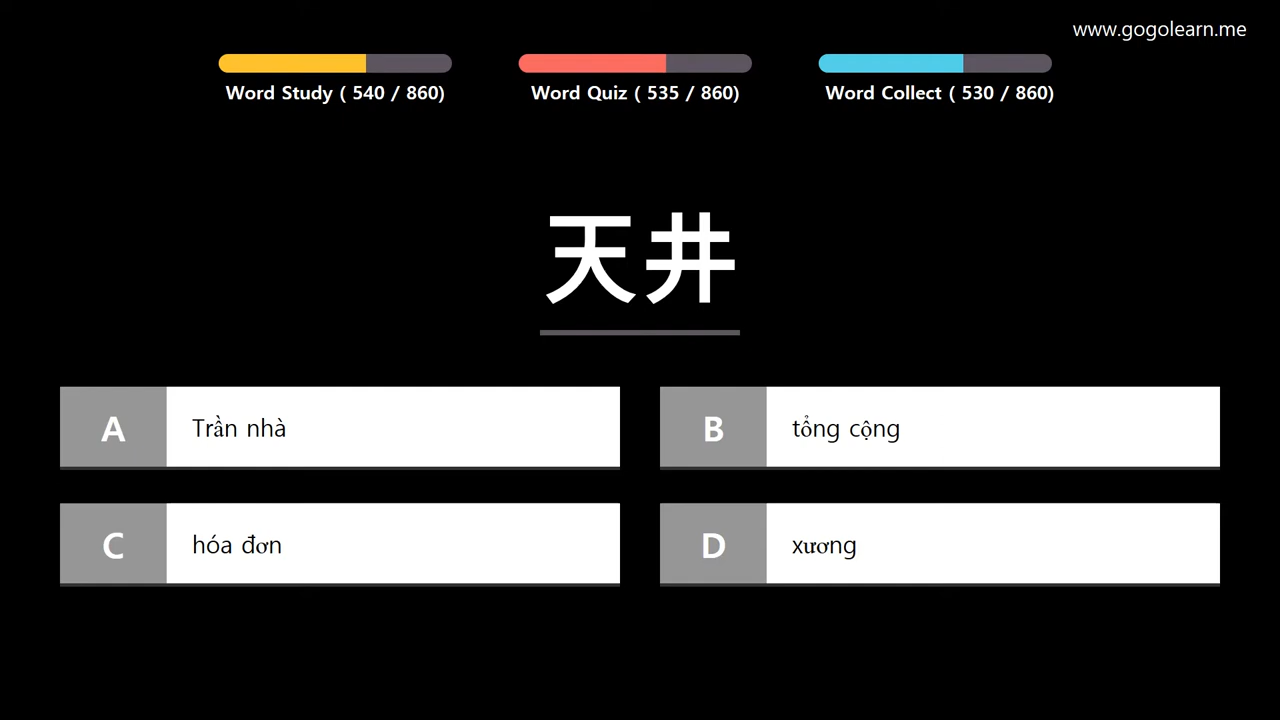 www.gogolearn.me
Word Study ( 540 / 860)
Word Quiz ( 535 / 860)
Word Collect ( 530 / 860)
天井
A Trần nhà
B tổng cộng
C hóa đơn
D xương